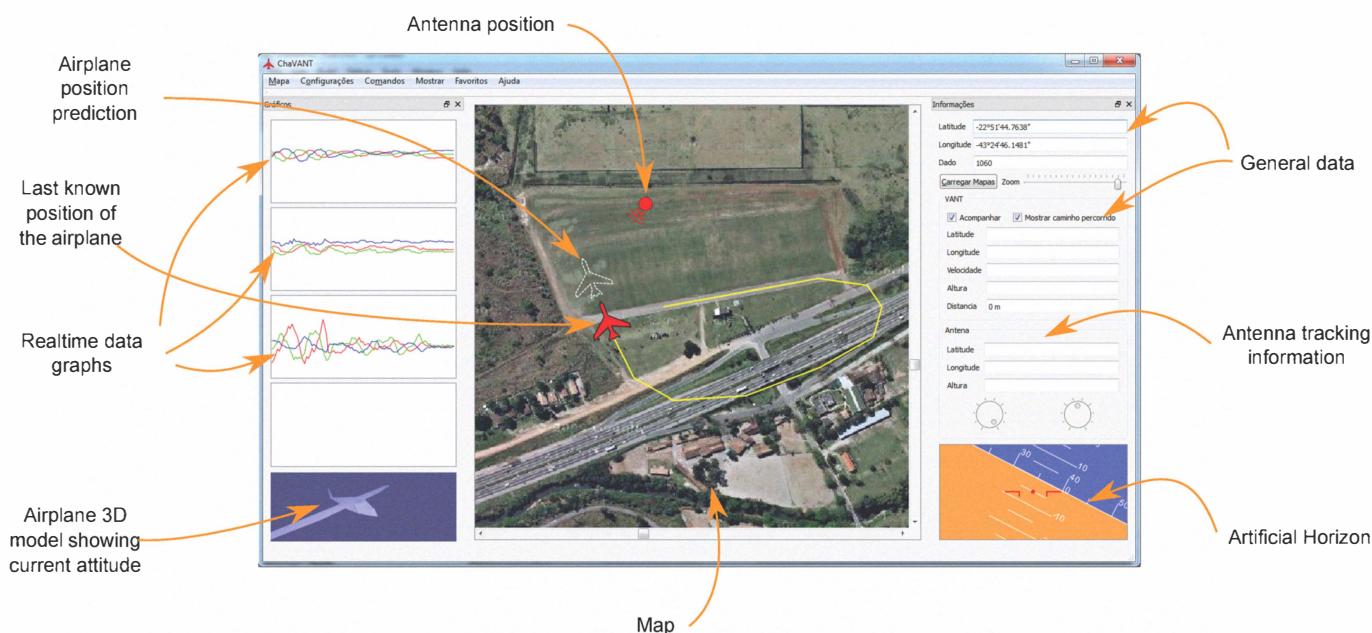 Antenna position
Airplane
position
prediction
Last known
position of
the airplane
Realtime data
graphs
Airplane 3D
model showing
current attitude
ChaVANT
Mapa Configurações Comandos Mostrar Favoritos Ajuda
Gráficos
Informações
Latitude -22°51'44.7638"
Longitude -43°24'46.1481"
Dado 1060
Carregar Mapas Zoom
VANT
Acompanhar Mostrar caminho percorrido
Latitude
Longitude
Velocidade
Altura
Distancia 0 m
Antena
Latitude
Longitude
Altura
30
40
50
-10
0
-10
General data
Antenna tracking
information
Artificial Horizon
Map